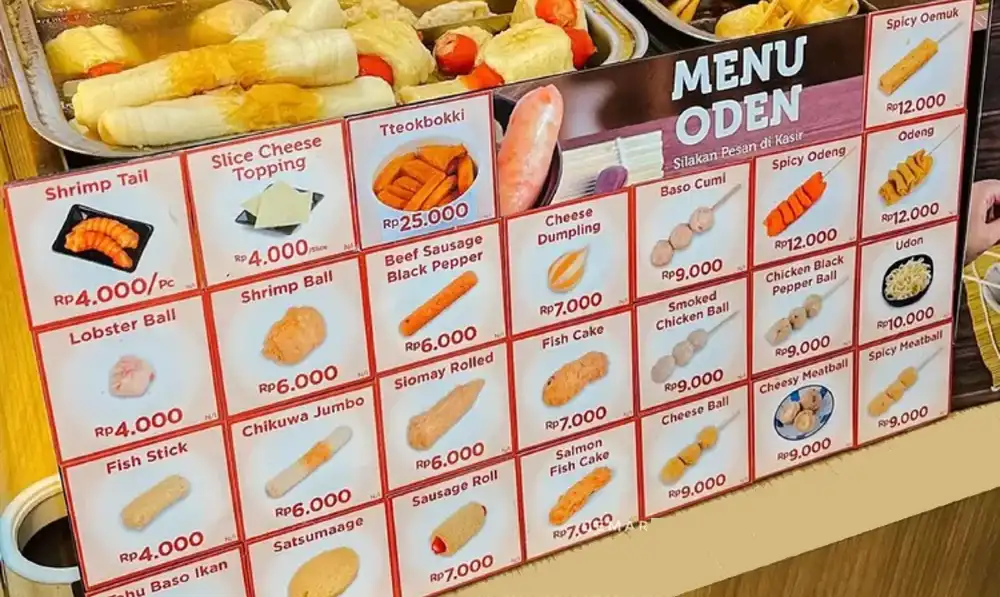 MENU
ODEN
Silakan Pesan di Kasir
Spicy Oemuk
Rp12.000
Shrimp Tail
Rp4.000/Pc
Slice Cheese
Topping
Rp4.000/Slice
Tteokbokki
Rp25.000
Cheese
Dumpling
Rp7.000
Baso Cumi
Rp9.000
Spicy Odeng
Rp12.000
Odeng
Rp12.000
Lobster Ball
Rp4.000
Shrimp Ball
Rp6.000
Beef Sausage
Black Pepper
Rp6.000
Fish Cake
Rp7.000
Smoked
Chicken Ball
Rp9.000
Chicken Black
Pepper Ball
Rp9.000
Udon
Rp10.000
Fish Stick
Rp4.000
Chikuwa Jumbo
Rp6.000
Siomay Rolled
Rp6.000
Salmon
Fish Cake
Rp7.000
Cheese Ball
Rp9.000
Cheesy Meatball
Rp9.000
Spicy Meatball
Rp9.000
Baso Ikan
Satsumaage
Sausage Roll
Rp7.000